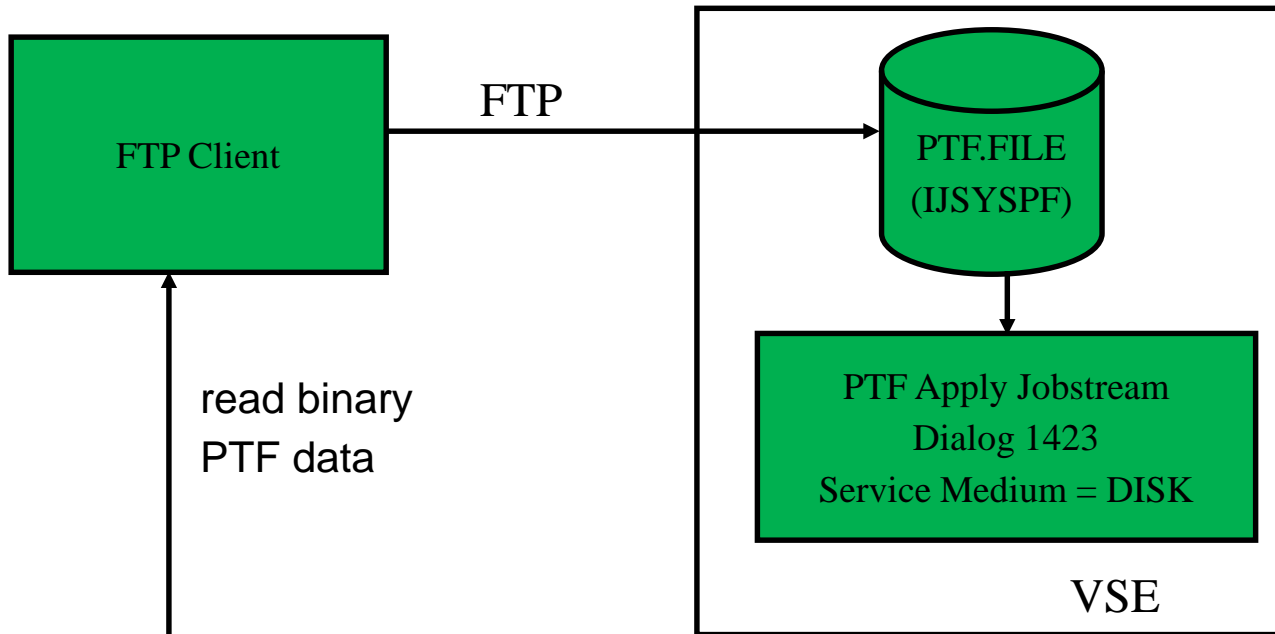 FTP Client
FTP
PTF.FILE
(IJSYSPF)
read binary
PTF data
PTF Apply Jobstream
Dialog 1423
Service Medium = DISK
VSE